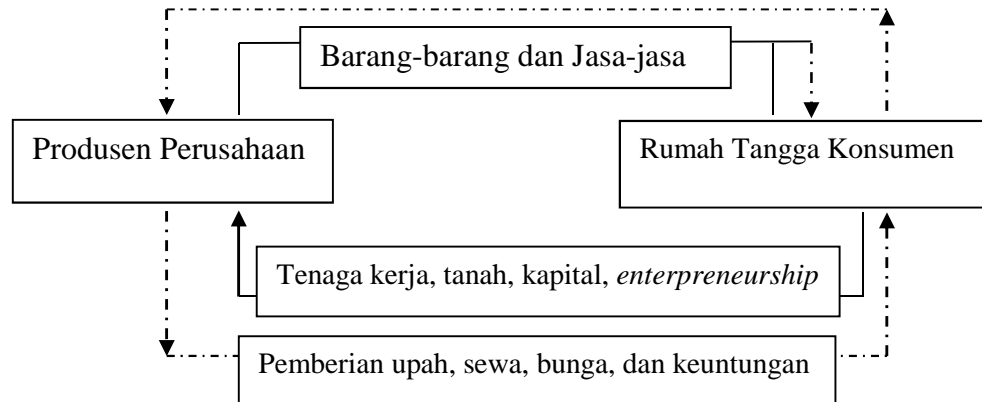 Barang-barang dan Jasa-jasa
Produsen Perusahaan
Rumah Tangga Konsumen
Tenaga kerja, tanah, kapital, enterpreneurship
Pemberian upah, sewa, bunga, dan keuntungan